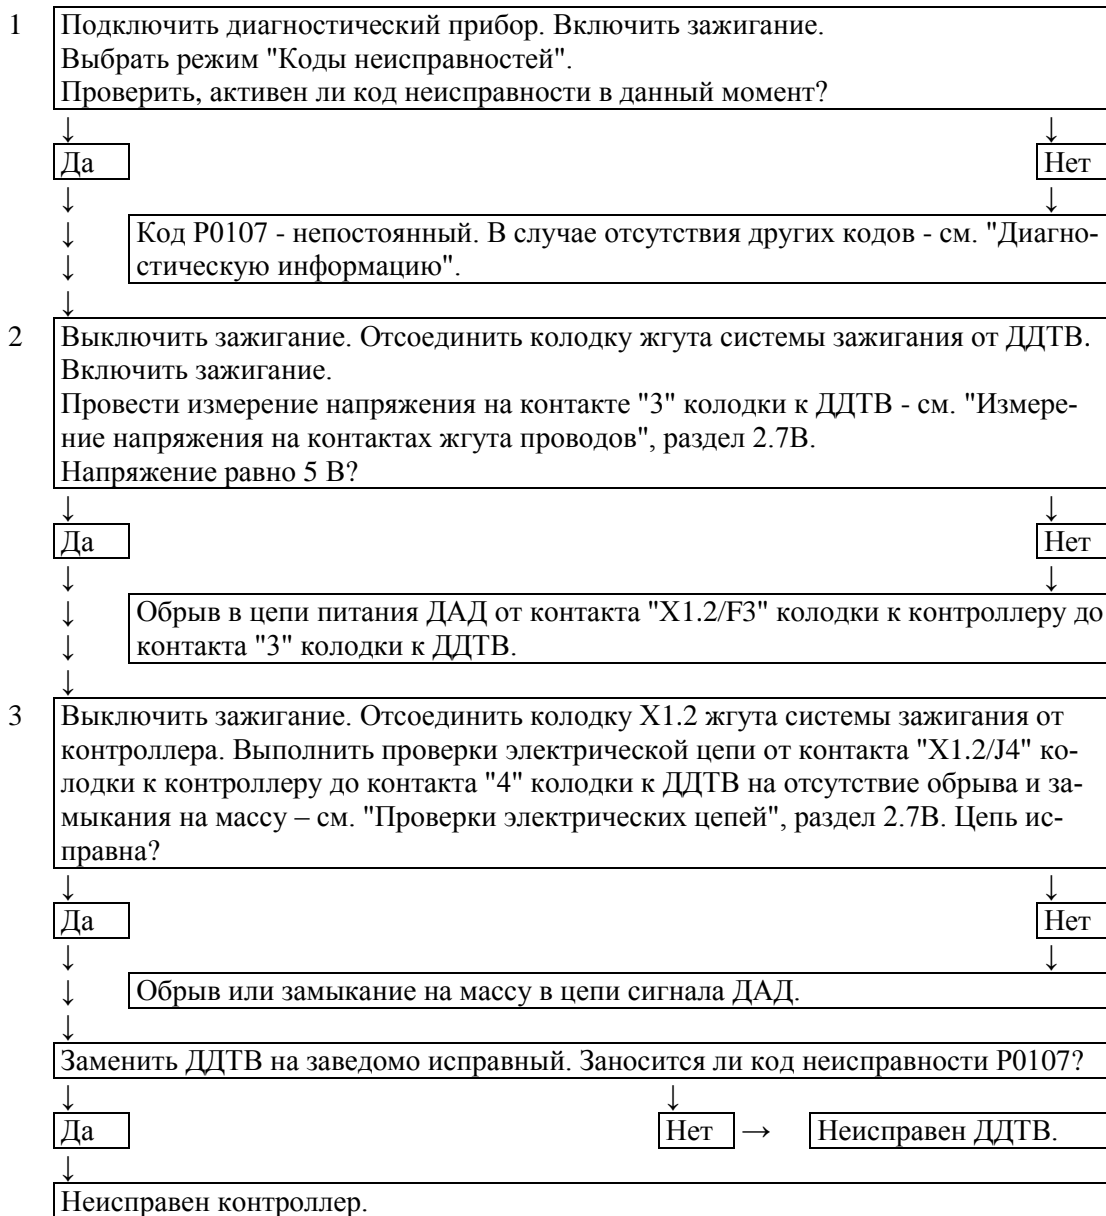 1 Подключить диагностический прибор. Включить зажигание.
Выбрать режим "Коды неисправностей".
Проверить, активен ли код неисправности в данный момент?
↓ ↓
Да Нет
↓ ↓
↓ Код P0107 - непостоянный. В случае отсутствия других кодов - см. "Диагно-
↓ стическую информацию".
↓
2 Выключить зажигание. Отсоединить колодку жгута системы зажигания от ДДТВ.
Включить зажигание.
Провести измерение напряжения на контакте "3" колодки к ДДТВ - см. "Измере-
ние напряжения на контактах жгута проводов", раздел 2.7В.
Напряжение равно 5 В?
↓ ↓
Да Нет
↓ ↓
↓ Обрыв в цепи питания ДАД от контакта "X1.2/F3" колодки к контроллеру до
↓ контакта "3" колодки к ДДТВ.
↓
3 Выключить зажигание. Отсоединить колодку X1.2 жгута системы зажигания от
контроллера. Выполнить проверки электрической цепи от контакта "X1.2/J4" ко-
лодки к контроллеру до контакта "4" колодки к ДДТВ на отсутствие обрыва и за-
мыкания на массу – см. "Проверки электрических цепей", раздел 2.7В. Цепь ис-
правна?
↓ ↓
Да Нет
↓ ↓
↓ Обрыв или замыкание на массу в цепи сигнала ДАД.
↓
Заменить ДДТВ на заведомо исправный. Заносится ли код неисправности P0107?
↓ ↓
Да Нет → Неисправен ДДТВ.
↓
Неисправен контроллер.